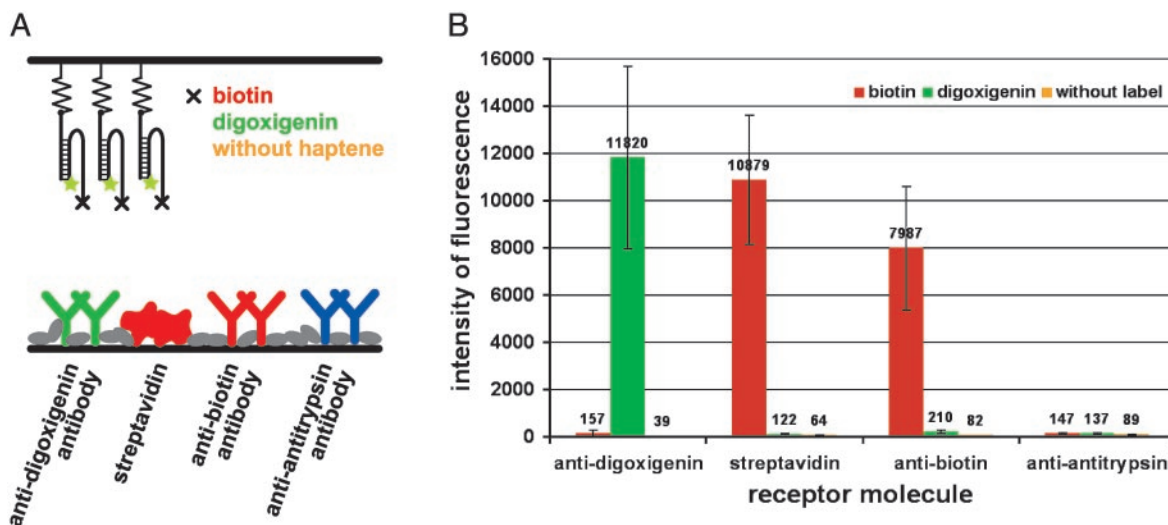 A
biotin
digoxigenin
without haptene
anti-digoxigenin
antibody
streptavidin
anti-biotin
antibody
anti-antitrypsin
antibody
B
intensity of fluorescence
16000
14000
12000
10000
8000
6000
4000
2000
0
biotin
digoxigenin
without label
157
11820
39
10879
122
64
7987
210
82
147
137
89
anti-digoxigenin
streptavidin
anti-biotin
anti-antitrypsin
receptor molecule